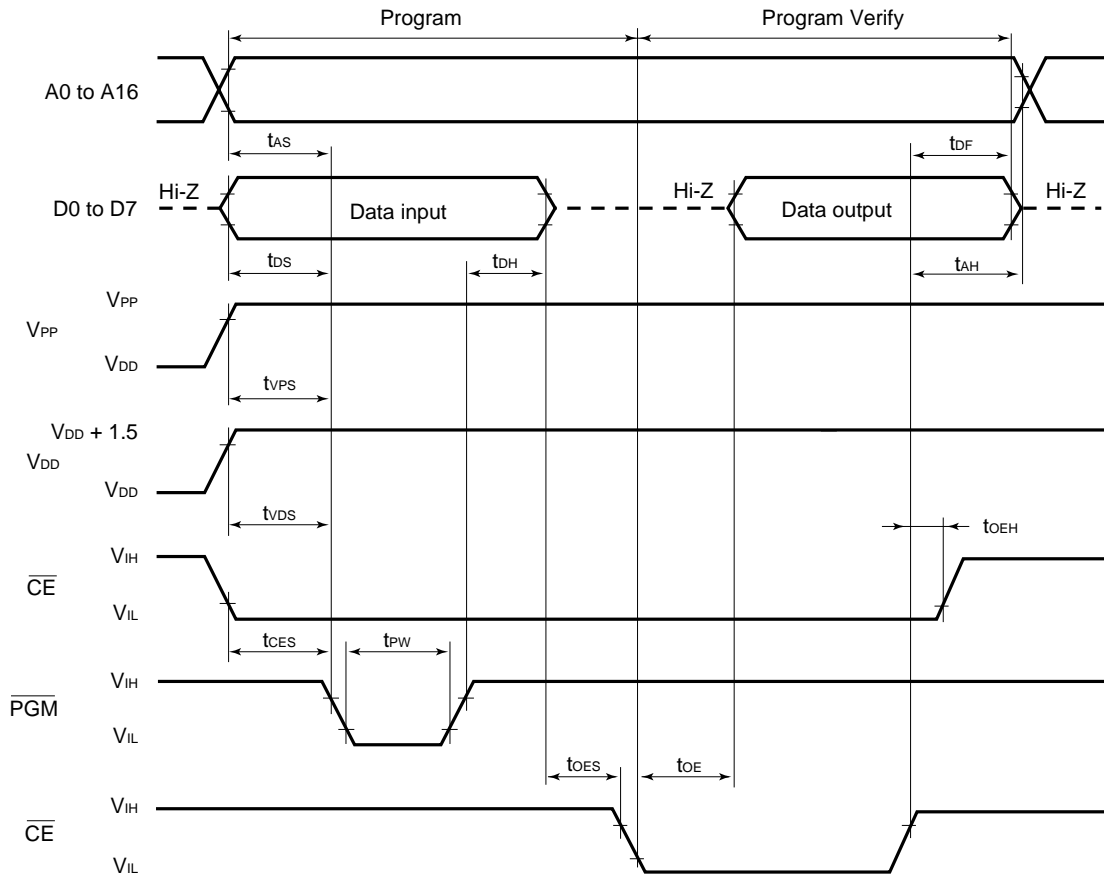 Program Program Verify
A0 to A16
tAS tDF
Hi-Z Hi-Z Hi-Z
D0 to D7 Data input Data output
tDS tDH tAH
VPP
VPP
VDD
tVPS
VDD + 1.5
VDD
VDD
tVDS
tOEH
VIH
CE
VIL
tCES tPW
VIH
PGM
VIL
tOES tOE
VIH
CE
VIL